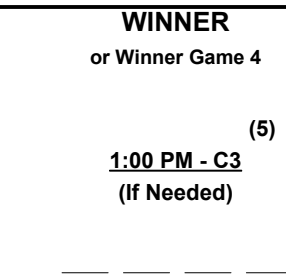 WINNER
or Winner Game 4
(5)
1:00 PM - C3
(If Needed)